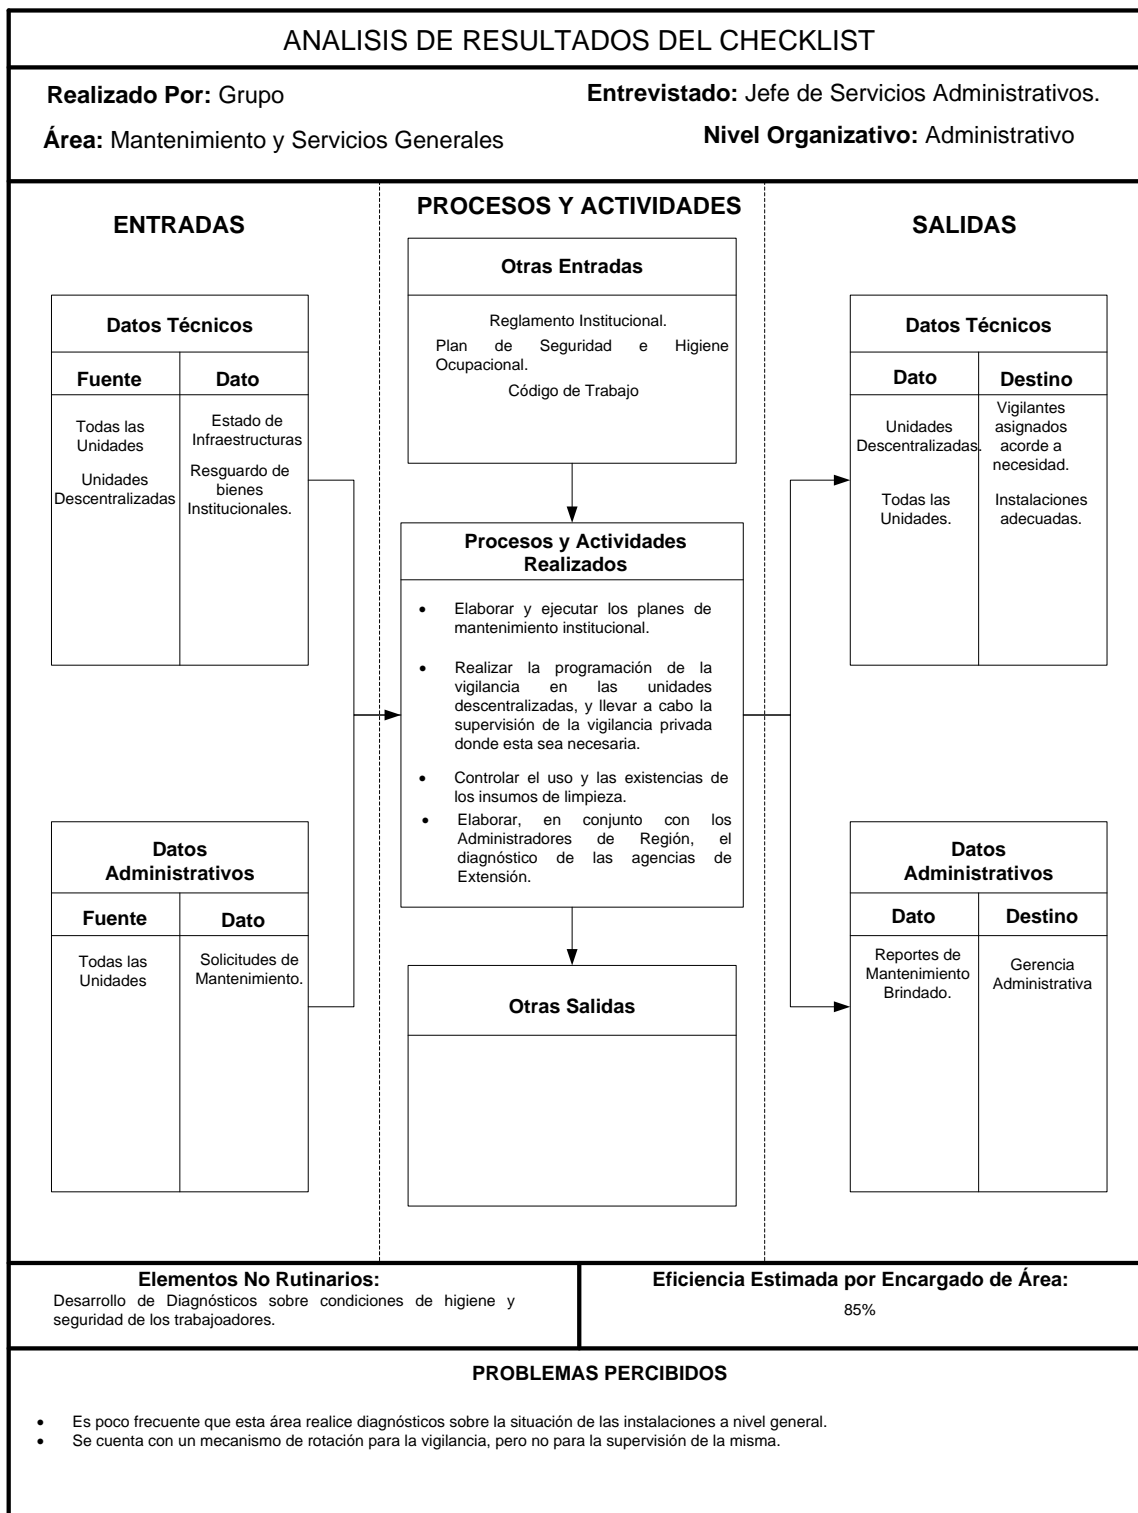 ANALISIS DE RESULTADOS DEL CHECKLIST
Realizado Por: Grupo
Entrevistado: Jefe de Servicios Administrativos.
Área: Mantenimiento y Servicios Generales
Nivel Organizativo: Administrativo
ENTRADAS
Datos Técnicos
Fuente
Dato
Todas las
Unidades
Estado de
Infraestructuras
Unidades
Descentralizadas
Resguardo de
bienes
Institucionales.
Datos
Administrativos
Fuente
Dato
Todas las
Unidades
Solicitudes de
Mantenimiento.
PROCESOS Y ACTIVIDADES
Otras Entradas
Reglamento Institucional.
Plan de Seguridad e Higiene
Ocupacional.
Código de Trabajo
Procesos y Actividades
Realizados
• Elaborar y ejecutar los planes de
mantenimiento institucional.
• Realizar la programación de la
vigilancia en las unidades
descentralizadas, y llevar a cabo la
supervisión de la vigilancia privada
donde esta sea necesaria.
• Controlar el uso y las existencias de
los insumos de limpieza.
• Elaborar, en conjunto con los
Administradores de Región, el
diagnóstico de las agencias de
Extensión.
Otras Salidas
SALIDAS
Datos Técnicos
Dato
Destino
Unidades
Descentralizadas.
Vigilantes
asignados
acorde a
necesidad.
Todas las
Unidades.
Instalaciones
adecuadas.
Datos
Administrativos
Dato
Destino
Reportes de
Mantenimiento
Brindado.
Gerencia
Administrativa
Elementos No Rutinarios:
Desarrollo de Diagnósticos sobre condiciones de higiene y
seguridad de los trabajoadores.
Eficiencia Estimada por Encargado de Área:
85%
PROBLEMAS PERCIBIDOS
• Es poco frecuente que esta área realice diagnósticos sobre la situación de las instalaciones a nivel general.
• Se cuenta con un mecanismo de rotación para la vigilancia, pero no para la supervisión de la misma.